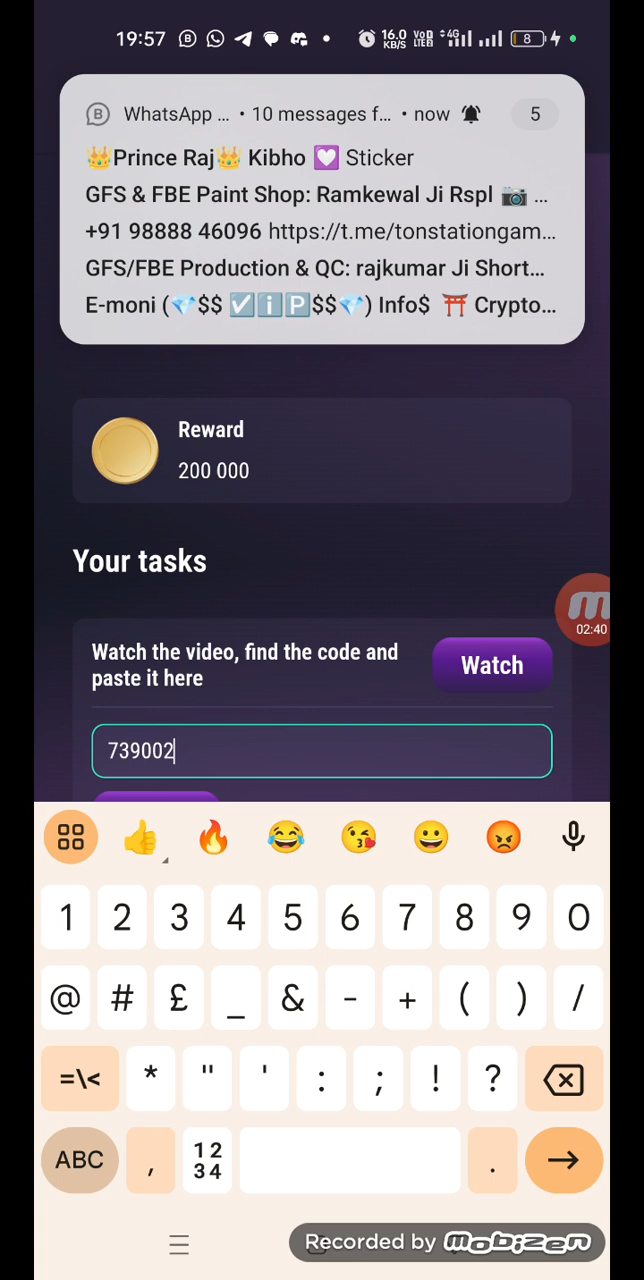 19:57 16.0 KB/S VoD LTE2 4G 8
WhatsApp ... • 10 messages f... • now 5
👑Prince Raj👑 Kibho 💟 Sticker
GFS & FBE Paint Shop: Ramkewal Ji Rspl 📷 ...
+91 98888 46096 https://t.me/tonstationgam...
GFS/FBE Production & QC: rajkumar Ji Short...
E-moni (💎$$ ☑️ℹ️🅿️$$💎) Info$ ⛩️ Crypto...
Reward
200 000
Your tasks
02:40
Watch the video, find the code and
paste it here
Watch
739002
1 2 3 4 5 6 7 8 9 0
@ # £ _ & - + ( ) /
=\< * " ' : ; ! ?
ABC , 12 34 .
Recorded by mobizen